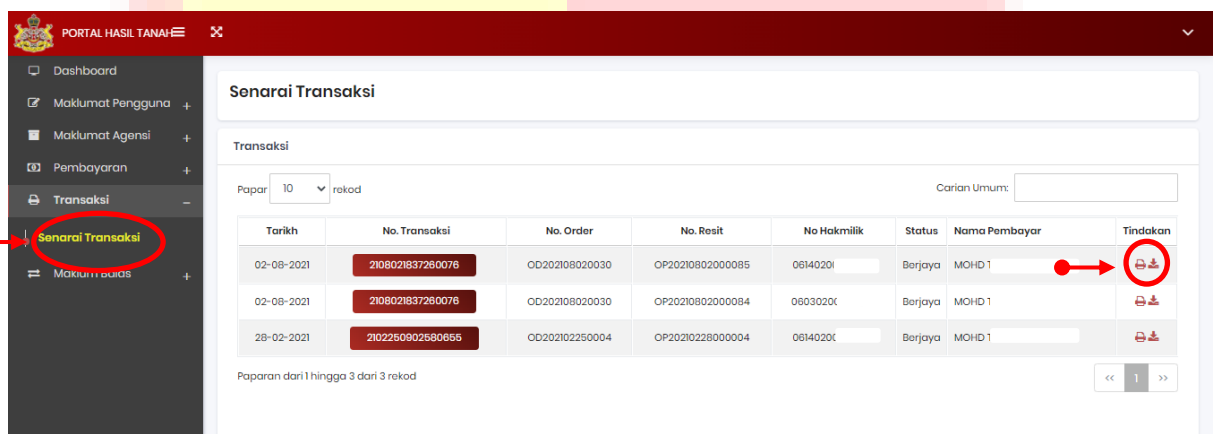 PORTAL HASIL TANAH
Dashboard
Maklumat Pengguna +
Maklumat Agensi +
Pembayaran +
Transaksi -
Senarai Transaksi
Maklum Balas +
Senarai Transaksi
Transaksi
Papar 10 rekod
Carian Umum:
Tarikh No. Transaksi No. Order No. Resit No Hakmilik Status Nama Pembayar Tindakan
02-08-2021 2108021837260076 OD202108020030 OP20210802000085 0614020 Berjaya MOHD
02-08-2021 2108021837260076 OD202108020030 OP20210802000084 0603020 Berjaya MOHD
28-02-2021 2102250902580655 OD202102250004 OP20210228000004 0614020 Berjaya MOHD
Paparan dari 1 hingga 3 dari 3 rekod
<< 1 >>